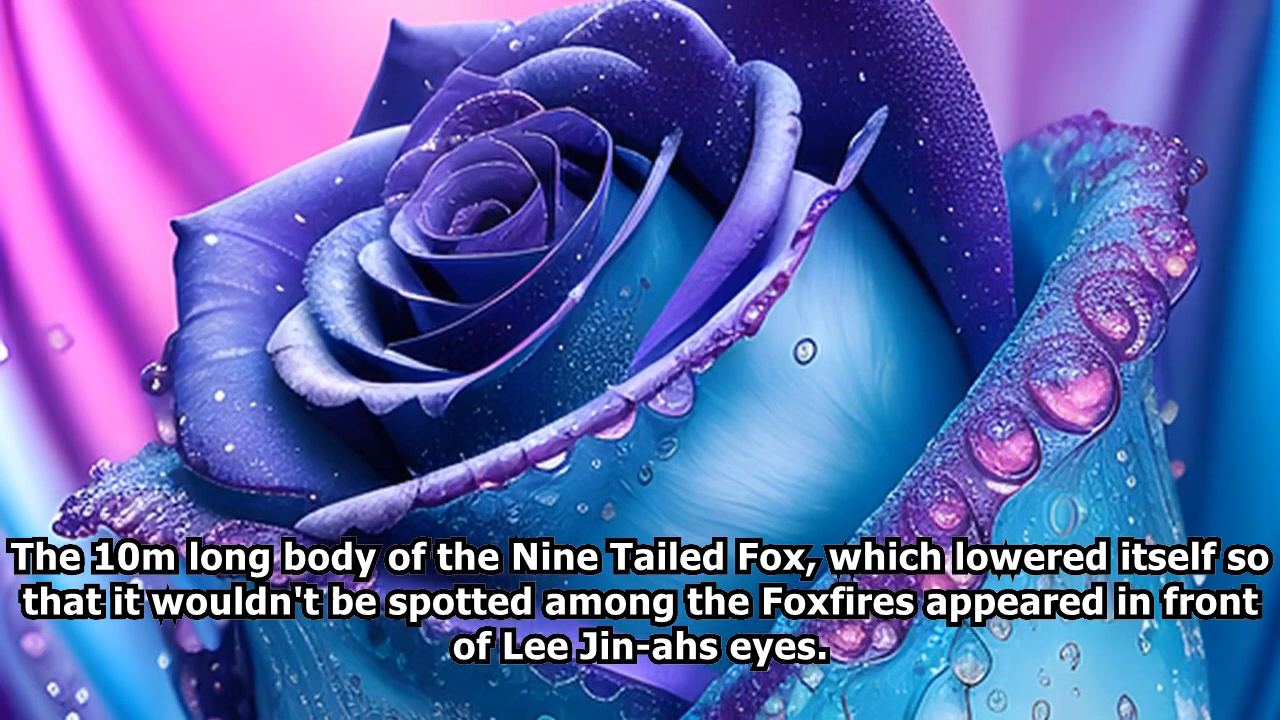 The 10m long body of the Nine Tailed Fox, which lowered itself so
that it wouldn't be spotted among the Foxfires appeared in front
of Lee Jin-ahs eyes.